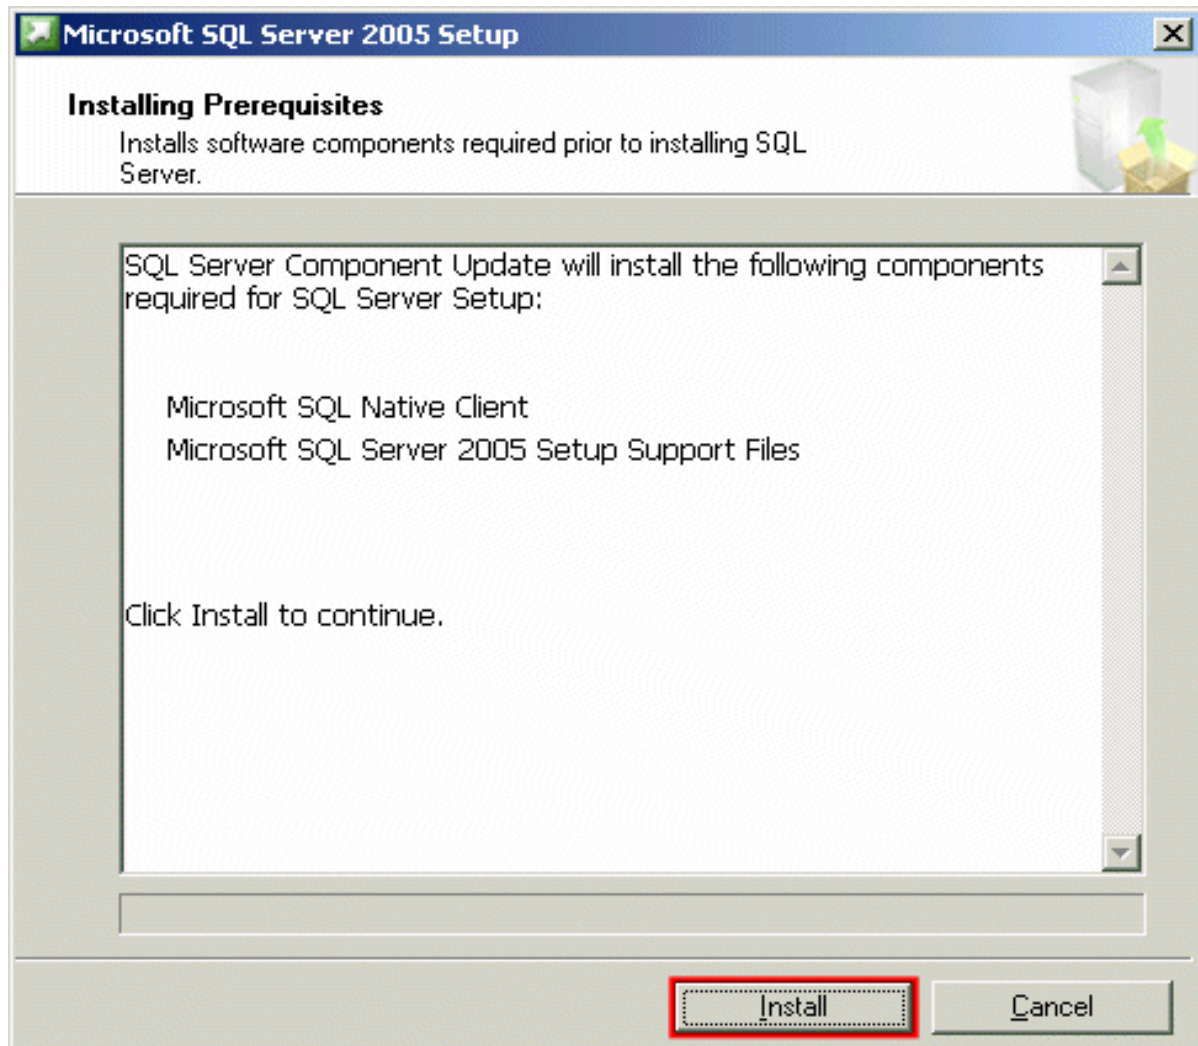 Microsoft SQL Server 2005 Setup
Installing Prerequisites
Installs software components required prior to installing SQL
Server.
SQL Server Component Update will install the following components
required for SQL Server Setup:
Microsoft SQL Native Client
Microsoft SQL Server 2005 Setup Support Files
Click Install to continue.
Install
Cancel